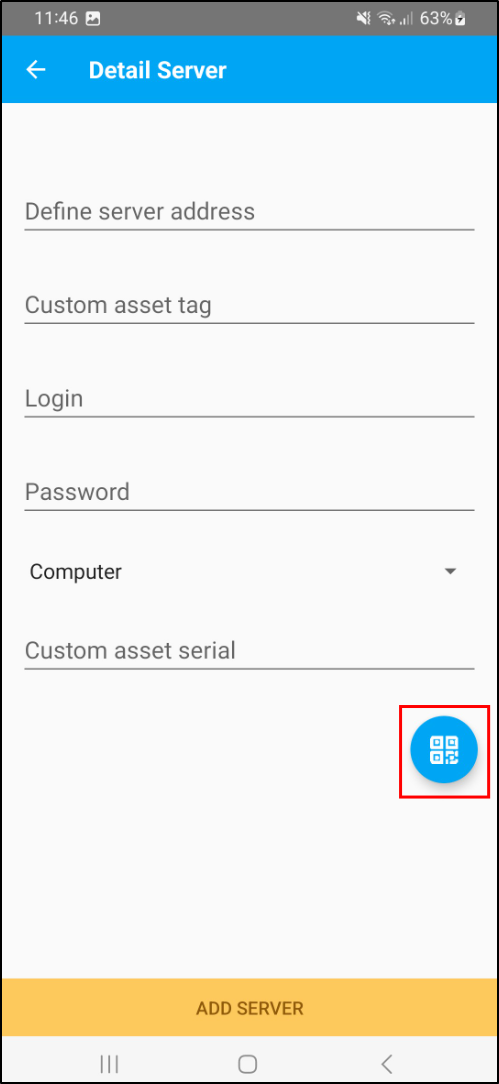 11:46 63%
Detail Server
Define server address
Custom asset tag
Login
Password
Computer
Custom asset serial
ADD SERVER